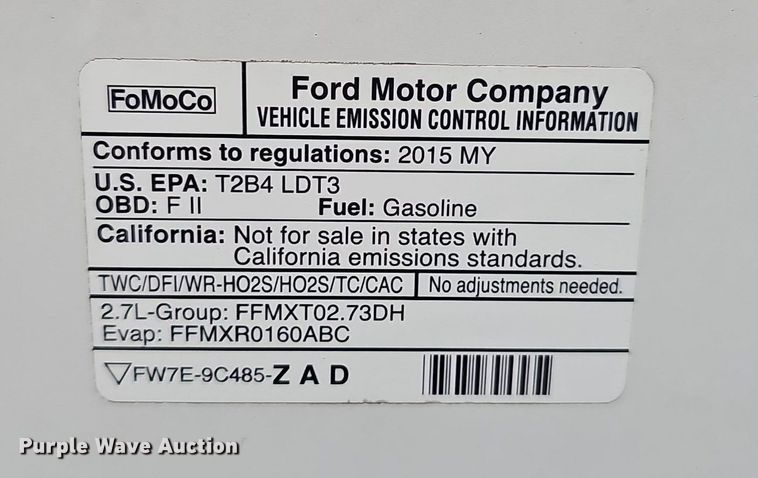 FoMoCo
Ford Motor Company
VEHICLE EMISSION CONTROL INFORMATION
Conforms to regulations: 2015 MY
U.S. EPA: T2B4 LDT3
OBD: F II Fuel: Gasoline
California: Not for sale in states with
California emissions standards.
TWC/DFI/WR-HO2S/HO2S/TC/CAC No adjustments needed.
2.7L-Group: FFMXT02.73DH
Evap: FFMXR0160ABC
FW7E-9C485-Z A D
Purple Wave Auction